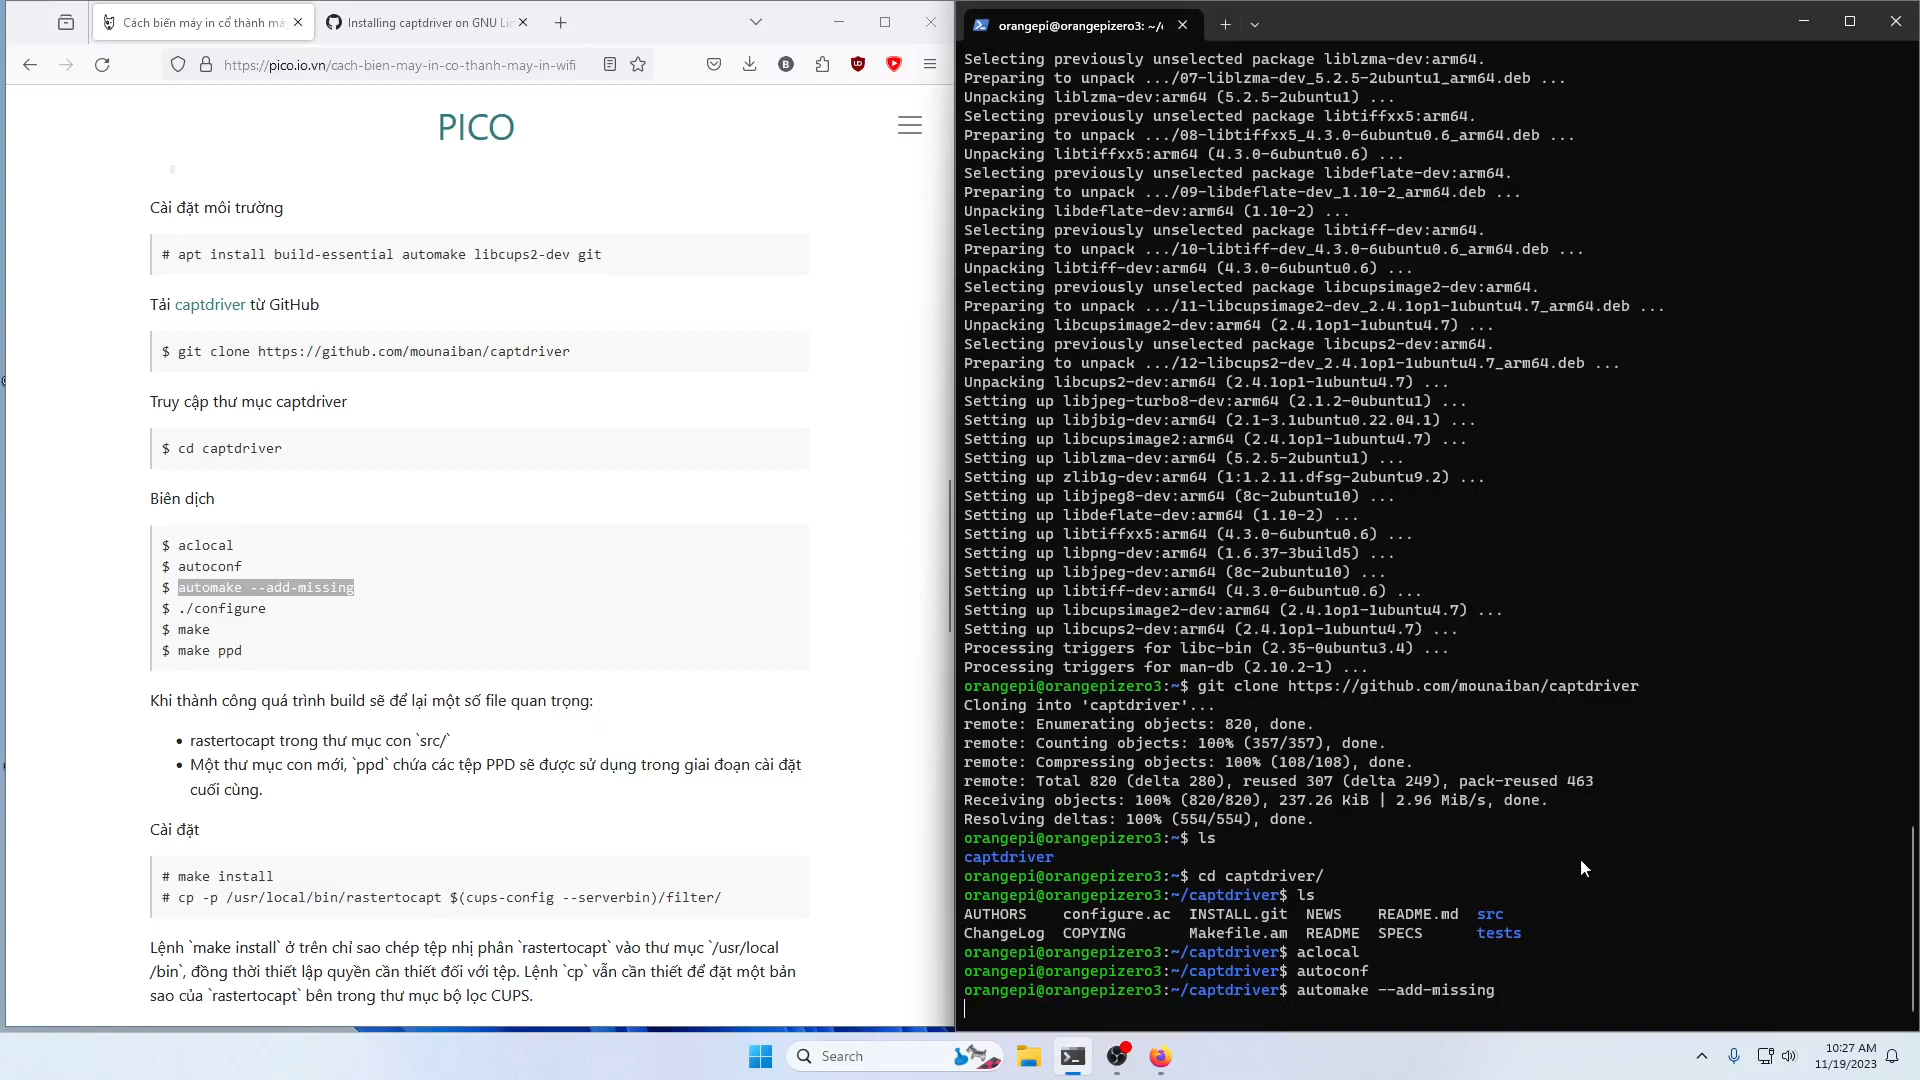 Cách biến máy in cổ thành má
Installing captdriver on GNU Li
https://pico.io.vn/cach-bien-may-in-co-thanh-may-in-wifi
PICO
Cài đặt môi trường
# apt install build-essential automake libcups2-dev git
Tải captdriver từ GitHub
$ git clone https://github.com/mounaiban/captdriver
Truy cập thư mục captdriver
$ cd captdriver
Biên dịch
$ aclocal
$ autoconf
$ automake --add-missing
$ ./configure
$ make
$ make ppd
Khi thành công quá trình build sẽ để lại một số file quan trọng:
• rastertocapt trong thư mục con `src/`
• Một thư mục con mới, `ppd` chứa các tệp PPD sẽ được sử dụng trong giai đoạn cài đặt
cuối cùng.
Cài đặt
# make install
# cp -p /usr/local/bin/rastertocapt $(cups-config --serverbin)/filter/
Lệnh `make install` ở trên chỉ sao chép tệp nhị phân `rastertocapt` vào thư mục `/usr/local
/bin`, đồng thời thiết lập quyền cần thiết đối với tệp. Lệnh `cp` vẫn cần thiết để đặt một bản
sao của `rastertocapt` bên trong thư mục bộ lọc CUPS.
orangepi@orangepizero3: ~/c
Selecting previously unselected package liblzma-dev:arm64.
Preparing to unpack .../07-liblzma-dev_5.2.5-2ubuntu1_arm64.deb ...
Unpacking liblzma-dev:arm64 (5.2.5-2ubuntu1) ...
Selecting previously unselected package libtiffxx5:arm64.
Preparing to unpack .../08-libtiffxx5_4.3.0-6ubuntu0.6_arm64.deb ...
Unpacking libtiffxx5:arm64 (4.3.0-6ubuntu0.6) ...
Selecting previously unselected package libdeflate-dev:arm64.
Preparing to unpack .../09-libdeflate-dev_1.10-2_arm64.deb ...
Unpacking libdeflate-dev:arm64 (1.10-2) ...
Selecting previously unselected package libtiff-dev:arm64.
Preparing to unpack .../10-libtiff-dev_4.3.0-6ubuntu0.6_arm64.deb ...
Unpacking libtiff-dev:arm64 (4.3.0-6ubuntu0.6) ...
Selecting previously unselected package libcupsimage2-dev:arm64.
Preparing to unpack .../11-libcupsimage2-dev_2.4.1op1-1ubuntu4.7_arm64.deb ...
Unpacking libcupsimage2-dev:arm64 (2.4.1op1-1ubuntu4.7) ...
Selecting previously unselected package libcups2-dev:arm64.
Preparing to unpack .../12-libcups2-dev_2.4.1op1-1ubuntu4.7_arm64.deb ...
Unpacking libcups2-dev:arm64 (2.4.1op1-1ubuntu4.7) ...
Setting up libjpeg-turbo8-dev:arm64 (2.1.2-0ubuntu1) ...
Setting up libjbig-dev:arm64 (2.1-3.1ubuntu0.22.04.1) ...
Setting up libcupsimage2:arm64 (2.4.1op1-1ubuntu4.7) ...
Setting up liblzma-dev:arm64 (5.2.5-2ubuntu1) ...
Setting up zlib1g-dev:arm64 (1:1.2.11.dfsg-2ubuntu9.2) ...
Setting up libjpeg8-dev:arm64 (8c-2ubuntu10) ...
Setting up libdeflate-dev:arm64 (1.10-2) ...
Setting up libtiffxx5:arm64 (4.3.0-6ubuntu0.6) ...
Setting up libpng-dev:arm64 (1.6.37-3build5) ...
Setting up libjpeg-dev:arm64 (8c-2ubuntu10) ...
Setting up libtiff-dev:arm64 (4.3.0-6ubuntu0.6) ...
Setting up libcupsimage2-dev:arm64 (2.4.1op1-1ubuntu4.7) ...
Setting up libcups2-dev:arm64 (2.4.1op1-1ubuntu4.7) ...
Processing triggers for libc-bin (2.35-0ubuntu3.4) ...
Processing triggers for man-db (2.10.2-1) ...
orangepi@orangepizero3:~$ git clone https://github.com/mounaiban/captdriver
Cloning into 'captdriver'...
remote: Enumerating objects: 820, done.
remote: Counting objects: 100% (357/357), done.
remote: Compressing objects: 100% (108/108), done.
remote: Total 820 (delta 280), reused 307 (delta 249), pack-reused 463
Receiving objects: 100% (820/820), 237.26 KiB | 2.96 MiB/s, done.
Resolving deltas: 100% (554/554), done.
orangepi@orangepizero3:~$ ls
captdriver
orangepi@orangepizero3:~$ cd captdriver/
orangepi@orangepizero3:~/captdriver$ ls
AUTHORS configure.ac INSTALL.git NEWS README.md src
ChangeLog COPYING Makefile.am README SPECS tests
orangepi@orangepizero3:~/captdriver$ aclocal
orangepi@orangepizero3:~/captdriver$ autoconf
orangepi@orangepizero3:~/captdriver$ automake --add-missing
Search
10:27 AM
11/19/2023